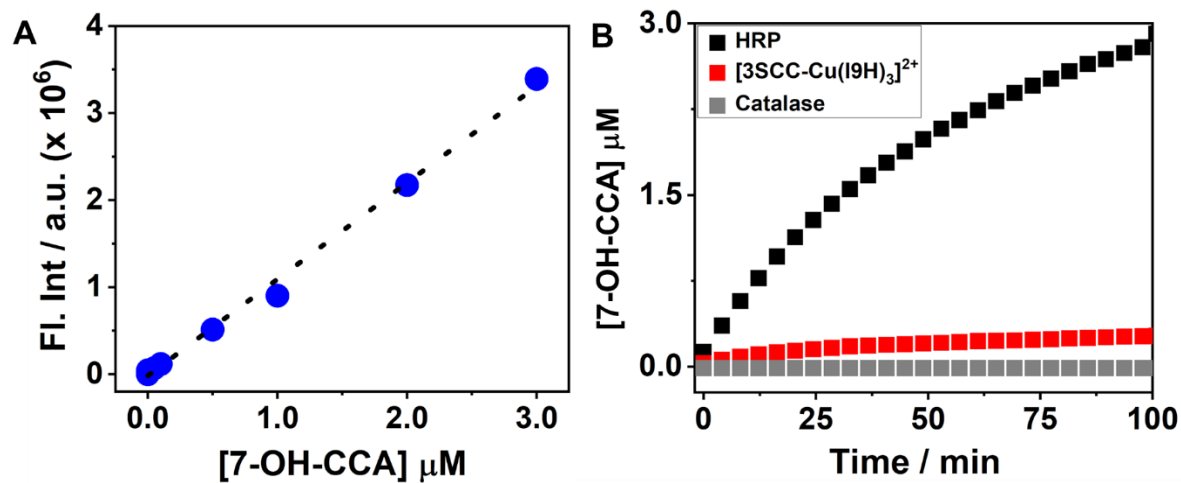 A
4
3
2
1
0
Fl. Int / a.u. (x 10⁶)
0.0 1.0 2.0 3.0
[7-OH-CCA] μM
B
3.0
1.5
0.0
[7-OH-CCA] μM
HRP
[3SCC-Cu(I9H)₃]²⁺
Catalase
0 25 50 75 100
Time / min